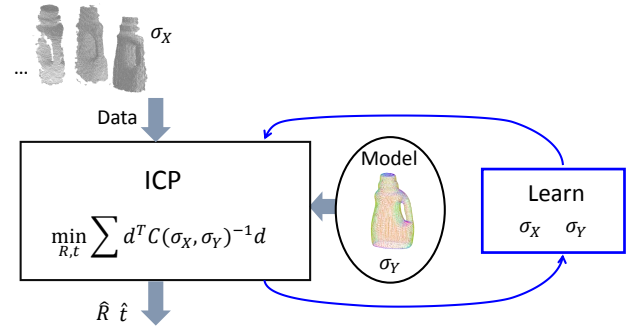 σ_X
...
Data
Model
ICP
Learn
σ_X σ_Y
min_{R,t} ∑ d^T C(σ_X, σ_Y)^{-1} d
σ_Y
R̂ t̂